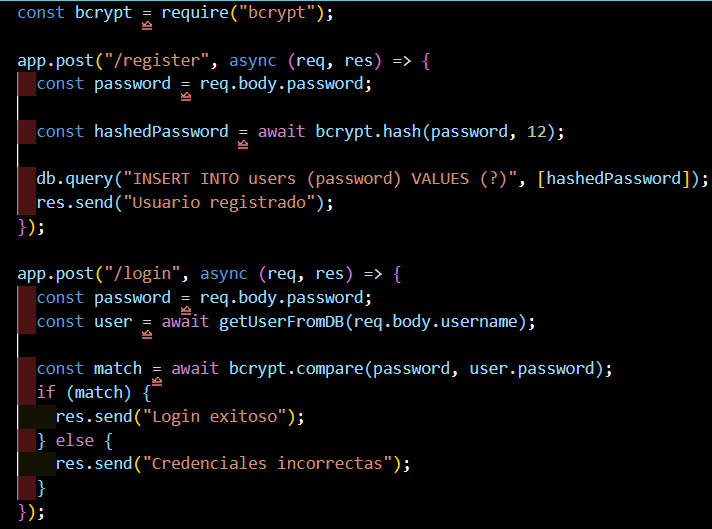 const bcrypt = require("bcrypt");
app.post("/register", async (req, res) => {
const password = req.body.password;
const hashedPassword = await bcrypt.hash(password, 12);
db.query("INSERT INTO users (password) VALUES (?)", [hashedPassword]);
res.send("Usuario registrado");
});
app.post("/login", async (req, res) => {
const password = req.body.password;
const user = await getUserFromDB(req.body.username);
const match = await bcrypt.compare(password, user.password);
if (match) {
res.send("Login exitoso");
} else {
res.send("Credenciales incorrectas");
}
});